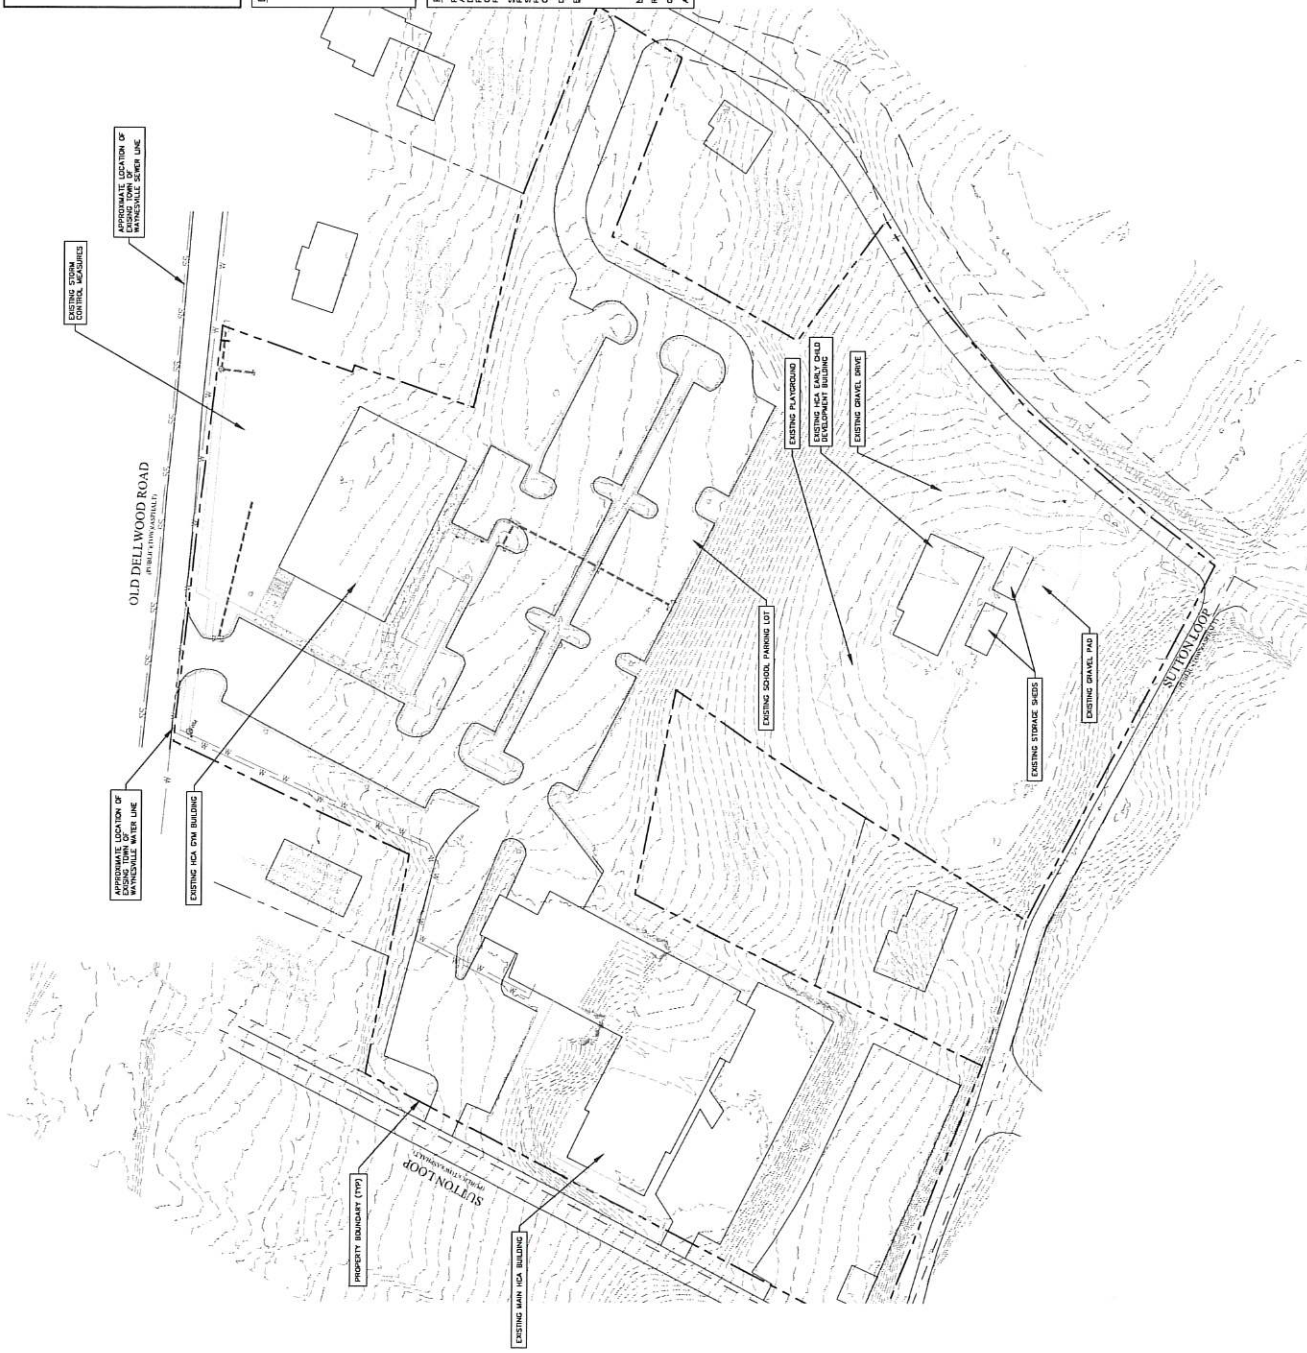 APPROXIMATE LOCATION OF
EXISING TOWN OF
WAYNESVILLE SEWER LINE
EXISTING STORM
CONTROL MEASURES
OLD DELLWOOD ROAD
APPROXIMATE LOCATION OF
EXISING TOWN OF
WAYNESVILLE WATER LINE
EXISTING HCA GYM BUILDING
EXISTING PLAYGROUND
EXISTING HCA EARLY CHILD
DEVELOPMENT BUILDING
EXISTING GRAVEL DRIVE
EXISTING SCHOOL PARKING LOT
SUTTON LOOP
EXISTING STORAGE SHEDS
EXISTING GRAVEL PAD
PROPERTY BOUNDARY (TYP)
SUTTON LOOP
EXISTING MAIN HCA BUILDING